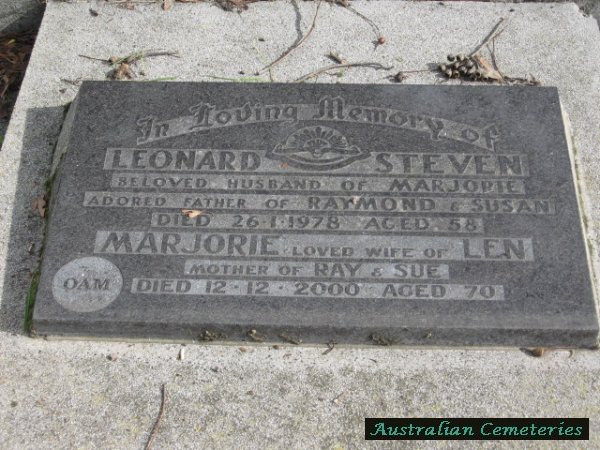 In Loving Memory of
LEONARD STEVEN
BELOVED HUSBAND OF MARJORIE
ADORED FATHER OF RAYMOND & SUSAN
DIED 26·1·1978 AGED 58
MARJORIE LOVED WIFE OF LEN
MOTHER OF RAY & SUE
OAM
DIED 12·12·2000 AGED 70
Australian Cemeteries